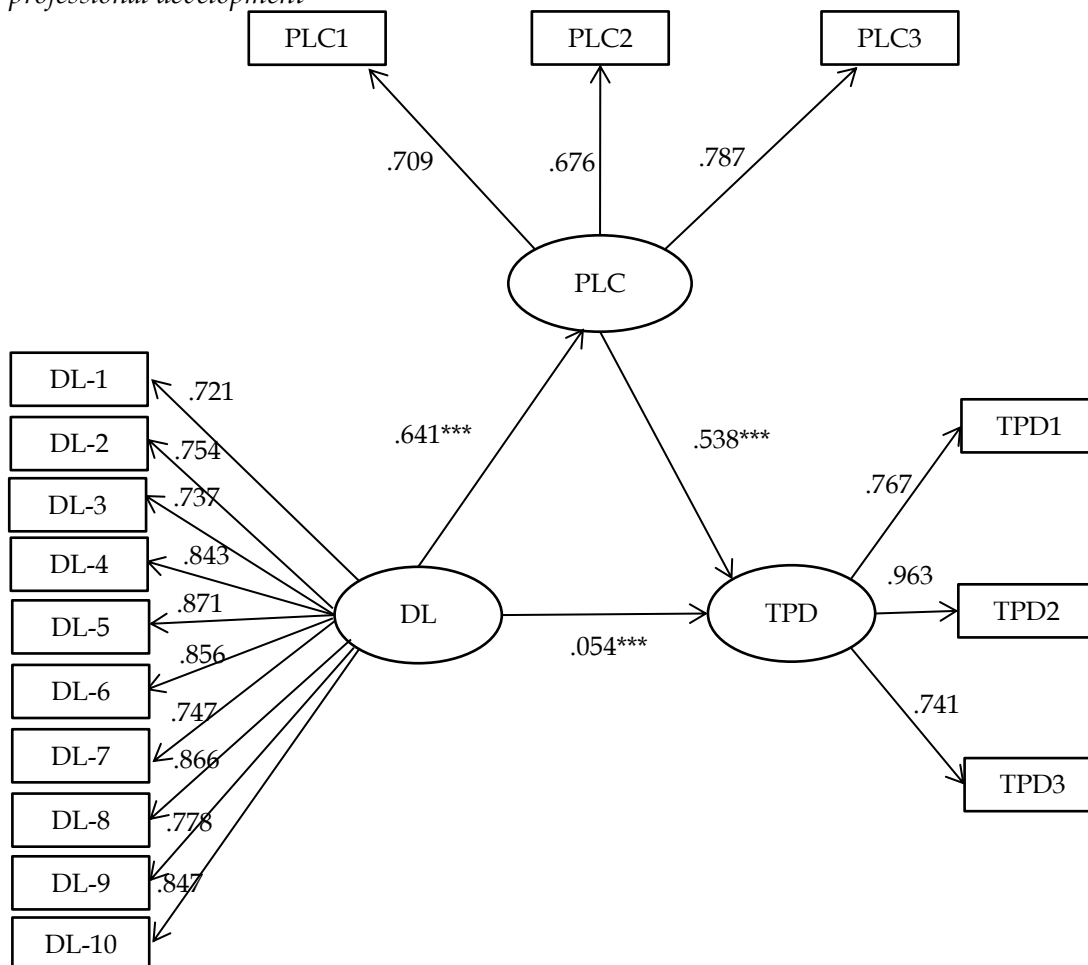 professional development
PLC1
PLC2
PLC3
.709
.676
.787
PLC
DL-1
.721
DL-2
.754
DL-3
.737
DL-4
.843
DL-5
.871
DL-6
.856
DL-7
.747
DL-8
.866
DL-9
.778
DL-10
.847
.641***
.538***
DL
.054***
TPD
.767
TPD1
.963
TPD2
.741
TPD3